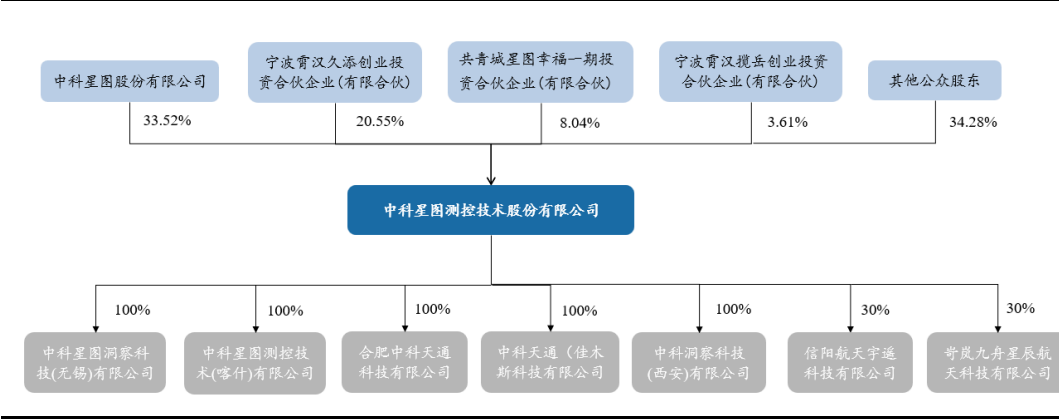 中科星图股份有限公司
宁波霄汉久添创业投
资合伙企业(有限合伙)
共青城星图幸福一期投
资合伙企业(有限合伙)
宁波霄汉揽岳创业投资
合伙企业(有限合伙)
其他公众股东
33.52%
20.55%
8.04%
3.61%
34.28%
中科星图测控技术股份有限公司
100%
100%
100%
100%
100%
30%
30%
中科星图洞察科
技(无锡)有限公司
中科星图测控技
术(喀什)有限公司
合肥中科天通
科技有限公司
中科天通（佳木
斯科技有限公司
中科洞察科技
(西安)有限公司
信阳航天宇遥
科技有限公司
岢岚九舟星辰航
天科技有限公司